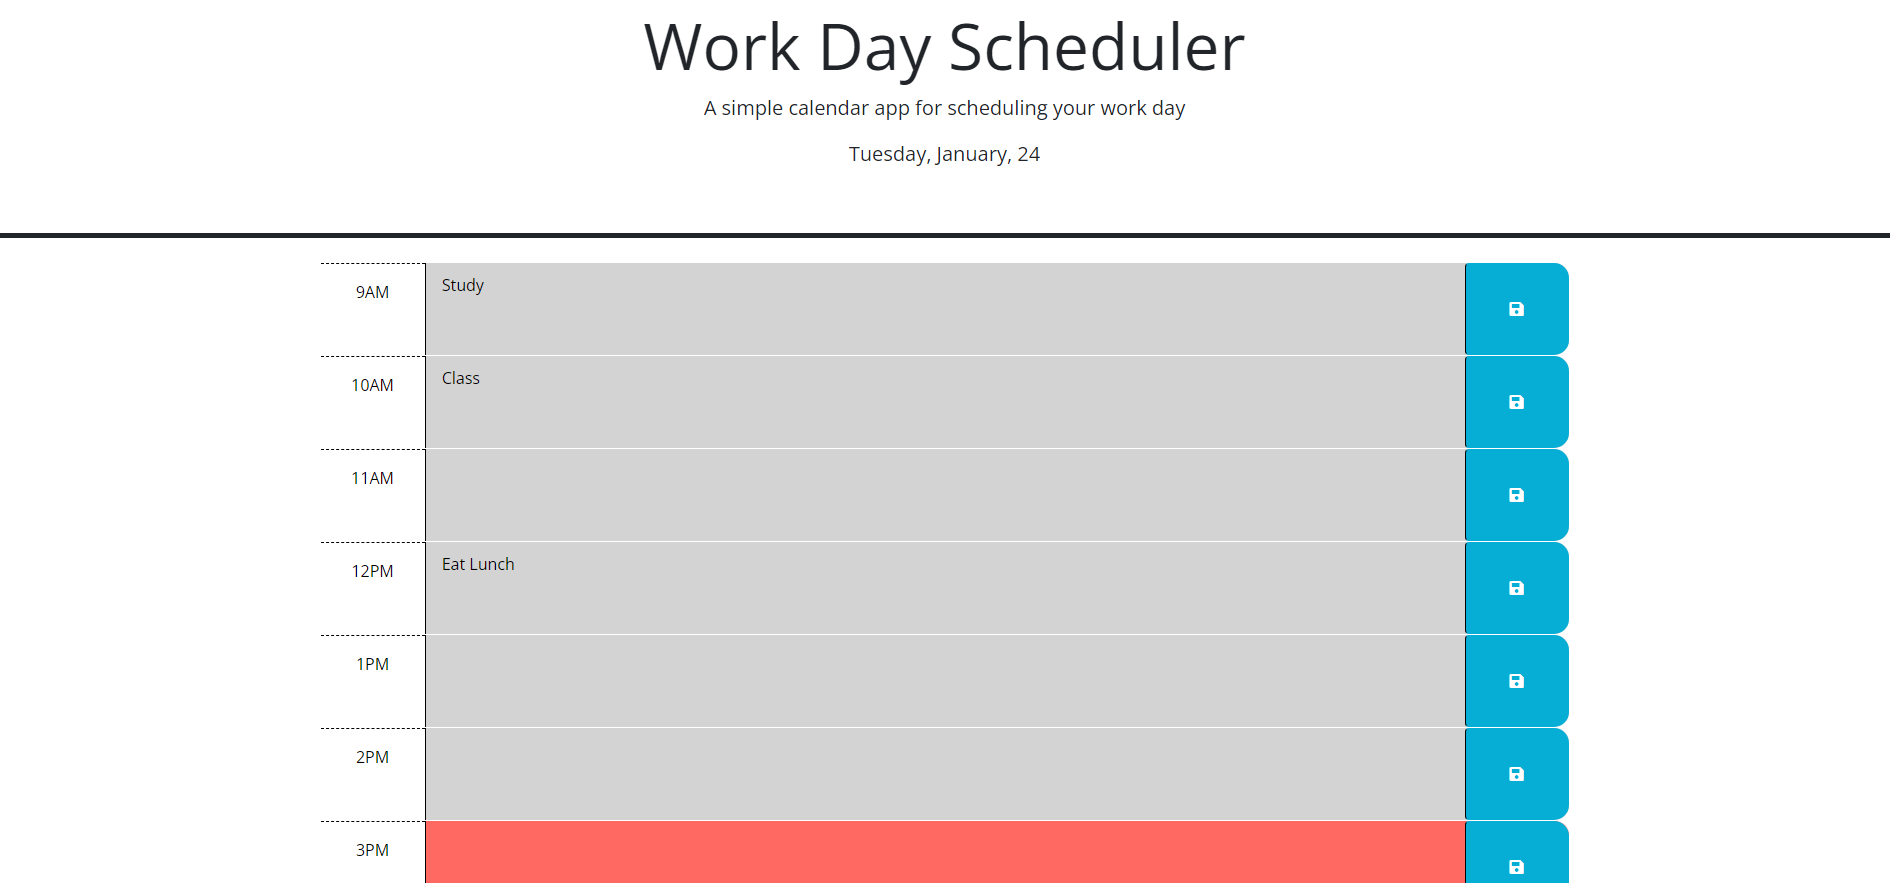 Work Day Scheduler
A simple calendar app for scheduling your work day
Tuesday, January, 24
9AM
Study
10AM
Class
11AM
12PM
Eat Lunch
1PM
2PM
3PM